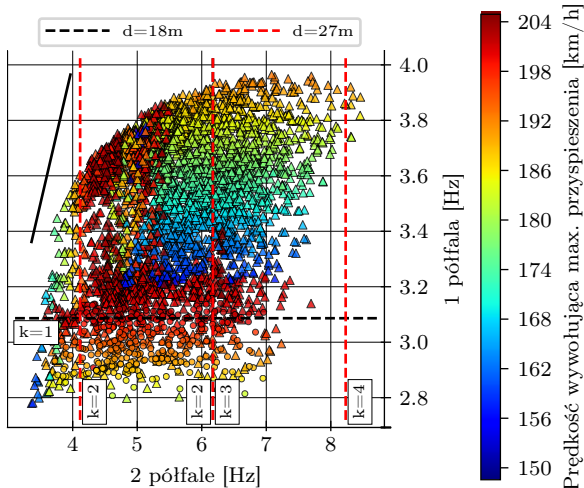 d=18m d=27m
4.0
3.8
3.6
3.4
3.2
3.0
2.8
1 półfala [Hz]
k=1
k=2
k=2
k=3
k=4
4 5 6 7 8
2 półfale [Hz]
204
198
192
186
180
174
168
162
156
150
Prędkość wywołująca max. przyspieszenia [km/h]